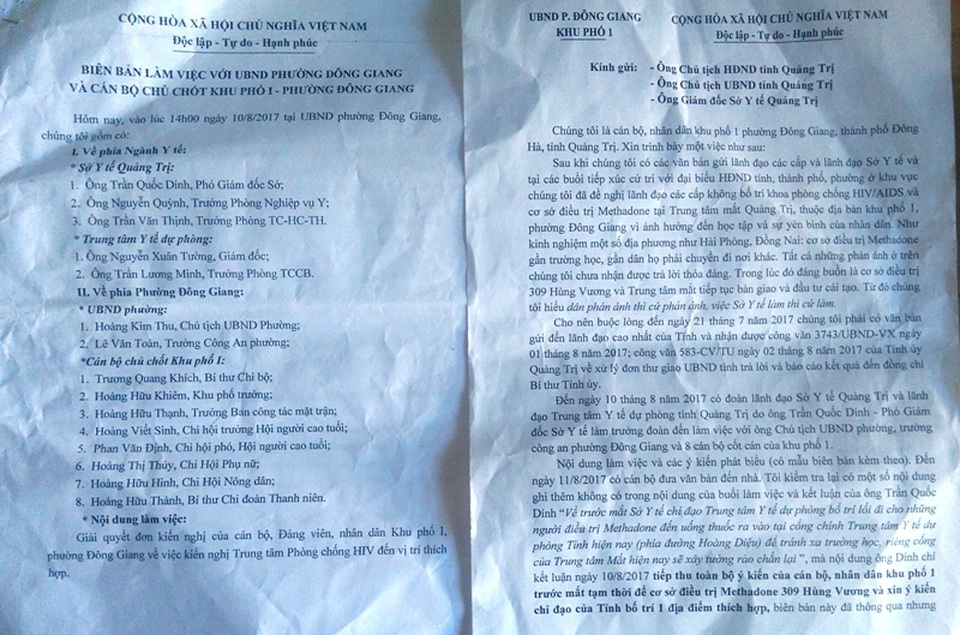 CỘNG HÒA XÃ HỘI CHỦ NGHĨA VIỆT NAM
Độc lập - Tự do - Hạnh phúc
BIÊN BẢN LÀM VIỆC VỚI UBND PHƯỜNG ĐÔNG GIANG
VÀ CÁN BỘ CHỦ CHỐT KHU PHỐ I - PHƯỜNG ĐÔNG GIANG
Hôm nay, vào lúc 14h00 ngày 10/8/2017 tại UBND phường Đông Giang,
chúng tôi gồm có:
I. Về phía Ngành Y tế:
* Sở Y tế Quảng Trị:
1. Ông Trần Quốc Dinh, Phó Giám đốc Sở;
2. Ông Nguyễn Quỳnh, Trưởng Phòng Nghiệp vụ Y;
3. Ông Trần Văn Thịnh, Trưởng Phòng TC-HC-TH.
* Trung tâm Y tế dự phòng:
1. Ông Nguyễn Xuân Tường, Giám đốc;
2. Ông Trần Lương Minh, Trưởng Phòng TCCB.
II. Về phía Phường Đông Giang:
* UBND phường:
1. Hoàng Kim Thu, Chủ tịch UBND Phường;
2. Lê Văn Toàn, Trưởng Công An phường;
*Cán bộ chủ chốt Khu phố I:
1. Trương Quang Khích, Bí thư Chi bộ;
2. Hoàng Hữu Khiêm, Khu phố trưởng;
3. Hoàng Hữu Thạnh, Trưởng Ban công tác mặt trận;
4. Hoàng Viết Sinh, Chi hội trưởng Hội người cao tuổi;
5. Phan Văn Định, Chi hội phó, Hội người cao tuổi;
6. Hoàng Thị Thủy, Chi Hội Phụ nữ;
7. Hoàng Hữu Hinh, Chi Hội Nông dân;
8. Hoàng Hữu Thành, Bí thư Chi đoàn Thanh niên.
* Nội dung làm việc:
Giải quyết đơn kiến nghị của cán bộ, Đảng viên, nhân dân Khu phố I,
phường Đông Giang về việc kiến nghị Trung tâm Phòng chống HIV đến vị trí thích
hợp.
UBND P. ĐÔNG GIANG
KHU PHỐ 1
CỘNG HÒA XÃ HỘI CHỦ NGHĨA VIỆT NAM
Độc lập - Tự do - Hạnh phúc
Kính gửi: - Ông Chủ tịch HĐND tỉnh Quảng Trị
- Ông Chủ tịch UBND tỉnh Quảng Trị
- Ông Giám đốc Sở Y tế Quảng Trị
Chúng tôi là cán bộ, nhân dân khu phố 1 phường Đông Giang, thành phố Đông
Hà, tỉnh Quảng Trị. Xin trình bày một việc như sau:
Sau khi chúng tôi có các văn bản gửi lãnh đạo các cấp và lãnh đạo Sở Y tế và
tại các buổi tiếp xúc cử tri với đại biểu HĐND tỉnh, thành phố, phường ở khu vực
chúng tôi đã đề nghị lãnh đạo các cấp không bố trí khoa phòng chống HIV/AIDS và
cơ sở điều trị Methadone tại Trung tâm mắt Quảng Trị, thuộc địa bàn khu phố 1,
phường Đông Giang vì ảnh hưởng đến học tập và sự yên bình của nhân dân. Như
kinh nghiệm một số địa phương như Hải Phòng, Đồng Nai: cơ sở điều trị Methadone
gần trường học, gần dân họ phải chuyển đi nơi khác. Tất cả những phản ánh ở trên
chúng tôi chưa nhận được trả lời thỏa đáng. Trong lúc đó đáng buồn là cơ sở điều trị
309 Hùng Vương và Trung tâm mắt tiếp tục bàn giao và đầu tư cải tạo. Từ đó chúng
tôi hiểu dân phản ánh thì cứ phản ánh, việc Sở Y tế làm thì cứ làm.
Cho nên buộc lòng đến ngày 21 tháng 7 năm 2017 chúng tôi phải có văn bản
gửi đến lãnh đạo cao nhất của Tỉnh và nhận được công văn 3743/UBND-VX ngày
01 tháng 8 năm 2017; công văn 583-CV/TU ngày 02 tháng 8 năm 2017 của Tỉnh ủy
Quảng Trị về xử lý đơn thư giao UBND tỉnh trả lời và báo cáo kết quả đến đồng chí
Bí thư Tỉnh ủy.
Đến ngày 10 tháng 8 năm 2017 có đoàn lãnh đạo Sở Y tế Quảng Trị và lãnh
đạo Trung tâm Y tế dự phòng tỉnh Quảng Trị do ông Trần Quốc Dinh - Phó Giám
đốc Sở Y tế làm trưởng đoàn đến làm việc với ông Chủ tịch UBND phường, trưởng
công an phường Đông Giang và 8 cán bộ cốt cán của khu phố 1.
Nội dung làm việc và các ý kiến phát biểu (có mẫu biên bản kèm theo). Đến
ngày 11/8/2017 có cán bộ đưa văn bản đến nhà. Tôi kiểm tra lại có một số nội dung
ghi thêm không có trong nội dung của buổi làm việc và kết luận của ông Trần Quốc
Dinh “Về trước mắt Sở Y tế chỉ đạo Trung tâm Y tế dự phòng bố trí lối đi cho những
người điều trị Methadone đến uống thuốc ra vào tại cổng chính Trung tâm Y tế dự
phòng Tỉnh hiện nay (phía đường Hoàng Diệu) để tránh xa trường học, riêng cổng
của Trung tâm Mắt hiện nay sẽ xây tường rào chắn lại”, mà nội dung ông Dinh chỉ
kết luận ngày 10/8/2017 tiếp thu toàn bộ ý kiến của cán bộ, nhân dân khu phố 1
trước mắt tạm thời để cơ sở điều trị Methadone 309 Hùng Vương và xin ý kiến
chỉ đạo của Tỉnh bố trí 1 địa điểm thích hợp, biên bản này đã thông qua nhưng